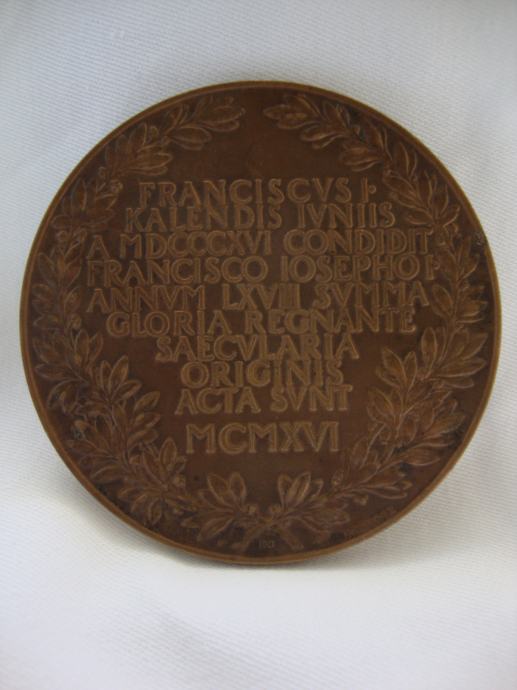 FRANCISCVS I·
KALENDIS IVNIIS
A MDCCCXVI CONDIDIT
FRANCISCO IOSEPHO I·
ANNVM LXVIII SVMMA
GLORIA REGNANTE
SAECVLARIA
ORIGINIS
ACTA SVNT
MCMXVI